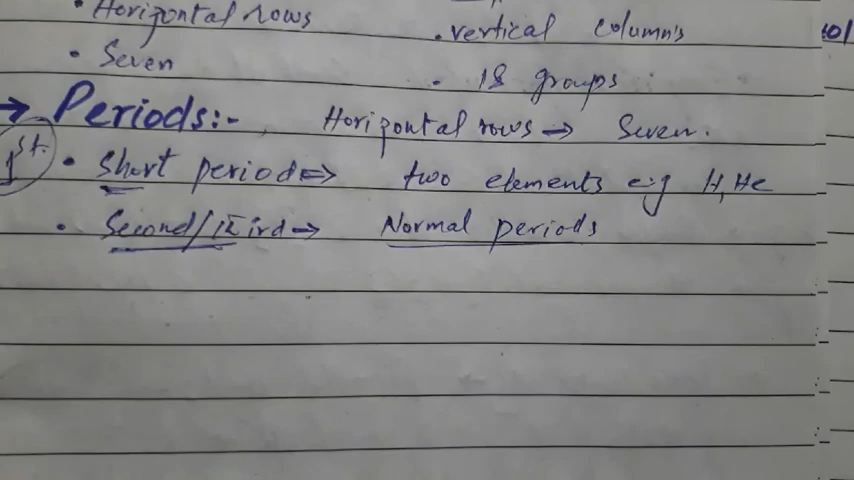 • Horizontal rows
• vertical column's
• Seven
• 18 groups
→ Periods:- Horizontal rows → Seven.
1st. • Short period ⇒ two elements e.g H, He
• Second/Third → Normal periods